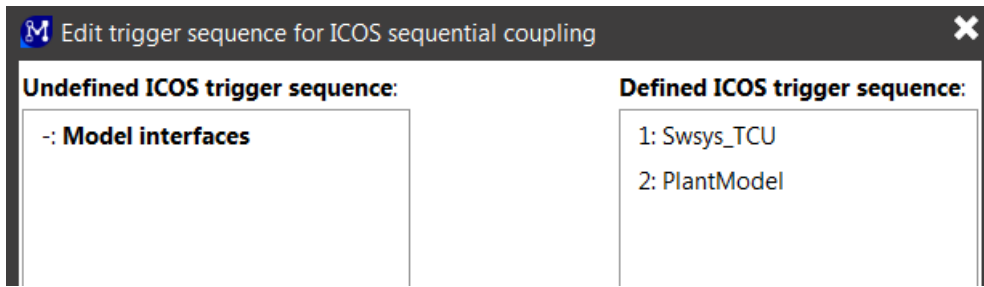 Edit trigger sequence for ICOS sequential coupling
Undefined ICOS trigger sequence:
-: Model interfaces
Defined ICOS trigger sequence:
1: Swsys_TCU
2: PlantModel